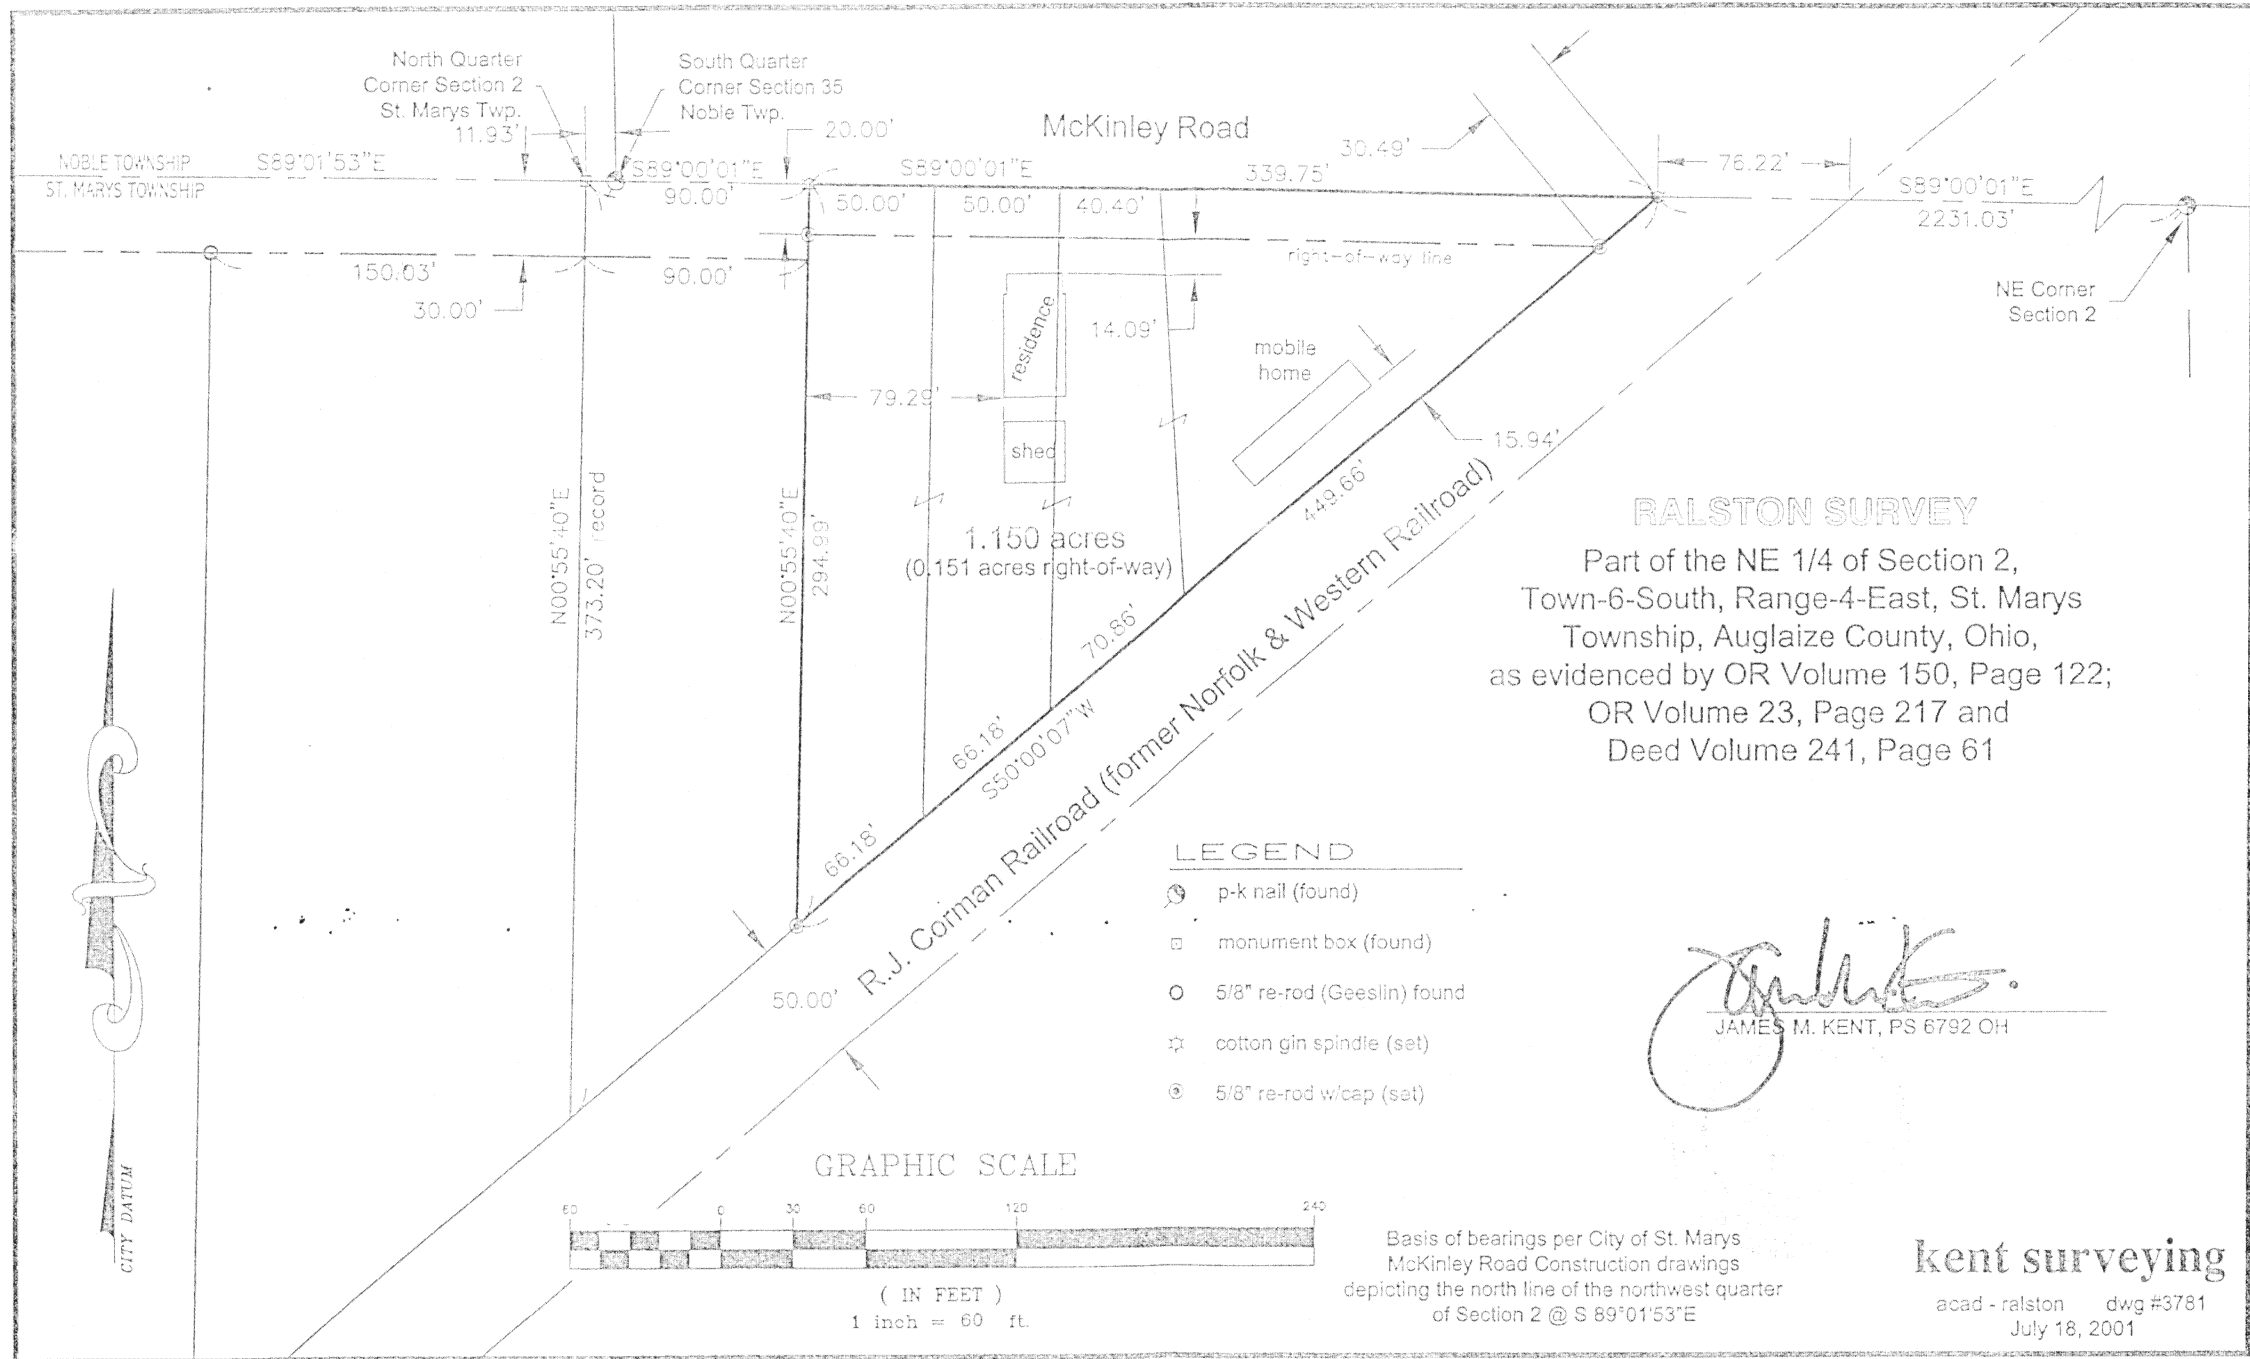 North Quarter
Corner Section 2
St. Marys Twp.
11.93'
South Quarter
Corner Section 35
Noble Twp.
20.00'
McKinley Road
30.49'
76.22'
NOBLE TOWNSHIP
ST. MARYS TOWNSHIP
S89°01'53"E
S89°00'01"E
90.00'
S89°00'01"E
339.75'
50.00'
50.00'
40.40'
S89°00'01"E
2231.03'
150.03'
90.00'
30.00'
right-of-way line
NE Corner
Section 2
residence
14.09'
mobile
home
79.29'
shed
15.94'
N00°55'40"E
373.20' record
N00°55'40"E
294.99'
1.150 acres
(0.151 acres right-of-way)
449.66'
70.86'
66.18'
S50°00'07"W
66.18'
50.00'
R.J. Corman Railroad (former Norfolk & Western Railroad)
RALSTON SURVEY
Part of the NE 1/4 of Section 2,
Town-6-South, Range-4-East, St. Marys
Township, Auglaize County, Ohio,
as evidenced by OR Volume 150, Page 122;
OR Volume 23, Page 217 and
Deed Volume 241, Page 61
LEGEND
p-k nail (found)
monument box (found)
5/8" re-rod (Geeslin) found
cotton gin spindle (set)
5/8" re-rod w/cap (set)
JAMES M. KENT, PS 6792 OH
CITY DATUM
GRAPHIC SCALE
60 0 30 60 120 240
( IN FEET )
1 inch = 60 ft.
Basis of bearings per City of St. Marys
McKinley Road Construction drawings
depicting the north line of the northwest quarter
of Section 2 @ S 89°01'53"E
kent surveying
acad - ralston dwg #3781
July 18, 2001